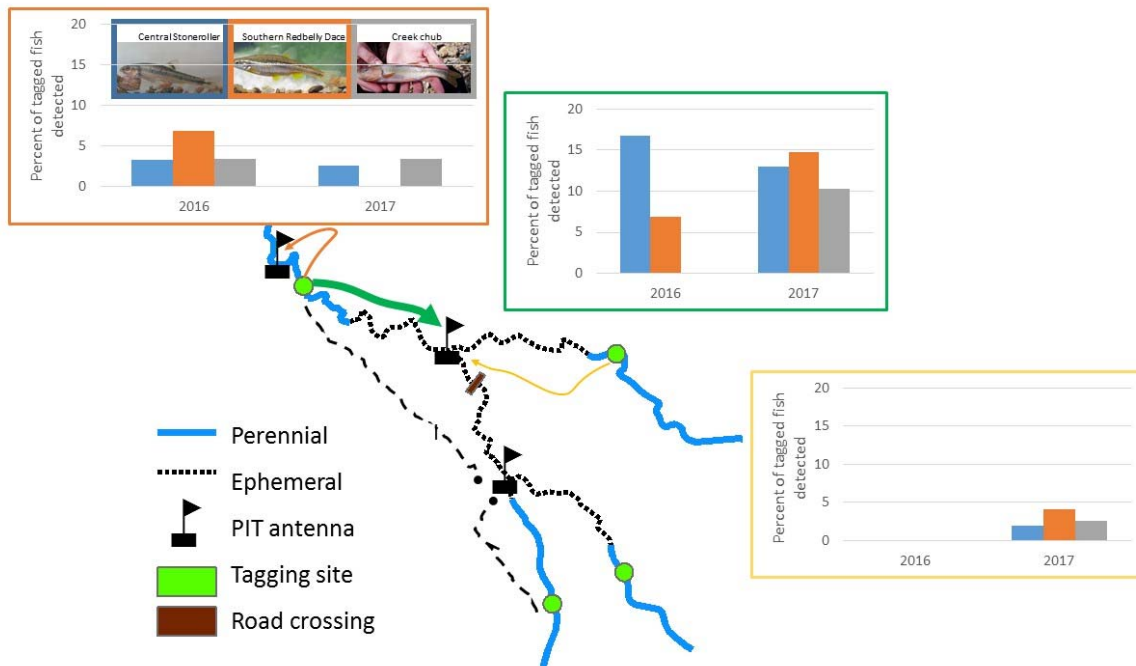 Central Stoneroller
Southern Redbelly Dace
Creek chub
Percent of tagged fish
detected
20
15
10
5
0
2016
2017
Percent of tagged fish
detected
20
15
10
5
0
2016
2017
Percent of tagged fish
detected
20
15
10
5
0
2016
2017
Perennial
Ephemeral
PIT antenna
Tagging site
Road crossing